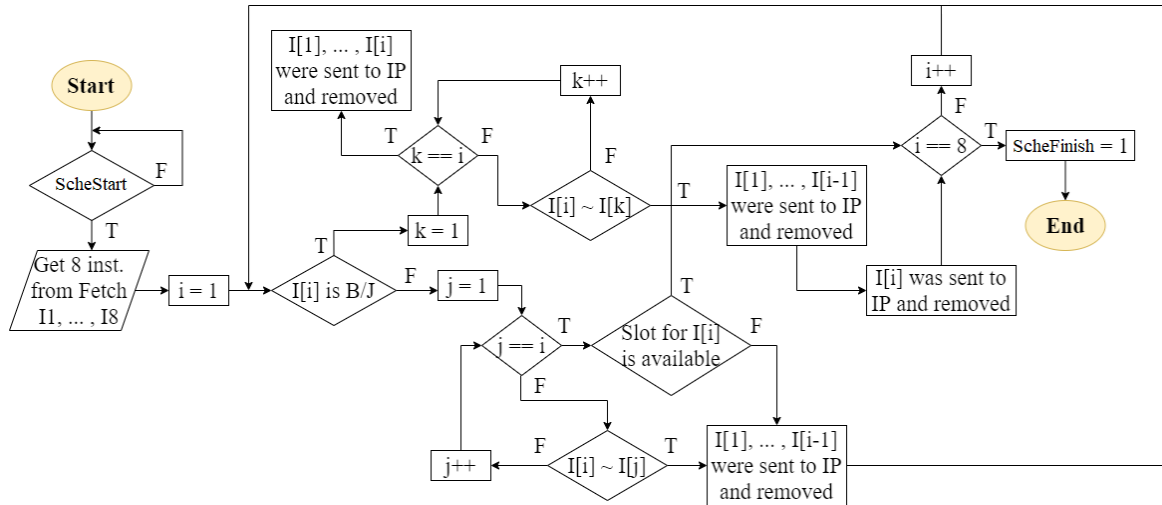 Start
ScheStart
F
T
Get 8 inst.
from Fetch
I1, ... , I8
i = 1
I[i] is B/J
T
F
k = 1
k == i
T
F
I[1], ... , I[i]
were sent to IP
and removed
k++
F
I[i] ~ I[k]
T
I[1], ... , I[i-1]
were sent to IP
and removed
I[i] was sent to
IP and removed
i++
F
i == 8
T
ScheFinish = 1
End
j = 1
j == i
T
F
Slot for I[i]
is available
T
F
j++
F
I[i] ~ I[j]
T
I[1], ... , I[i-1]
were sent to IP
and removed